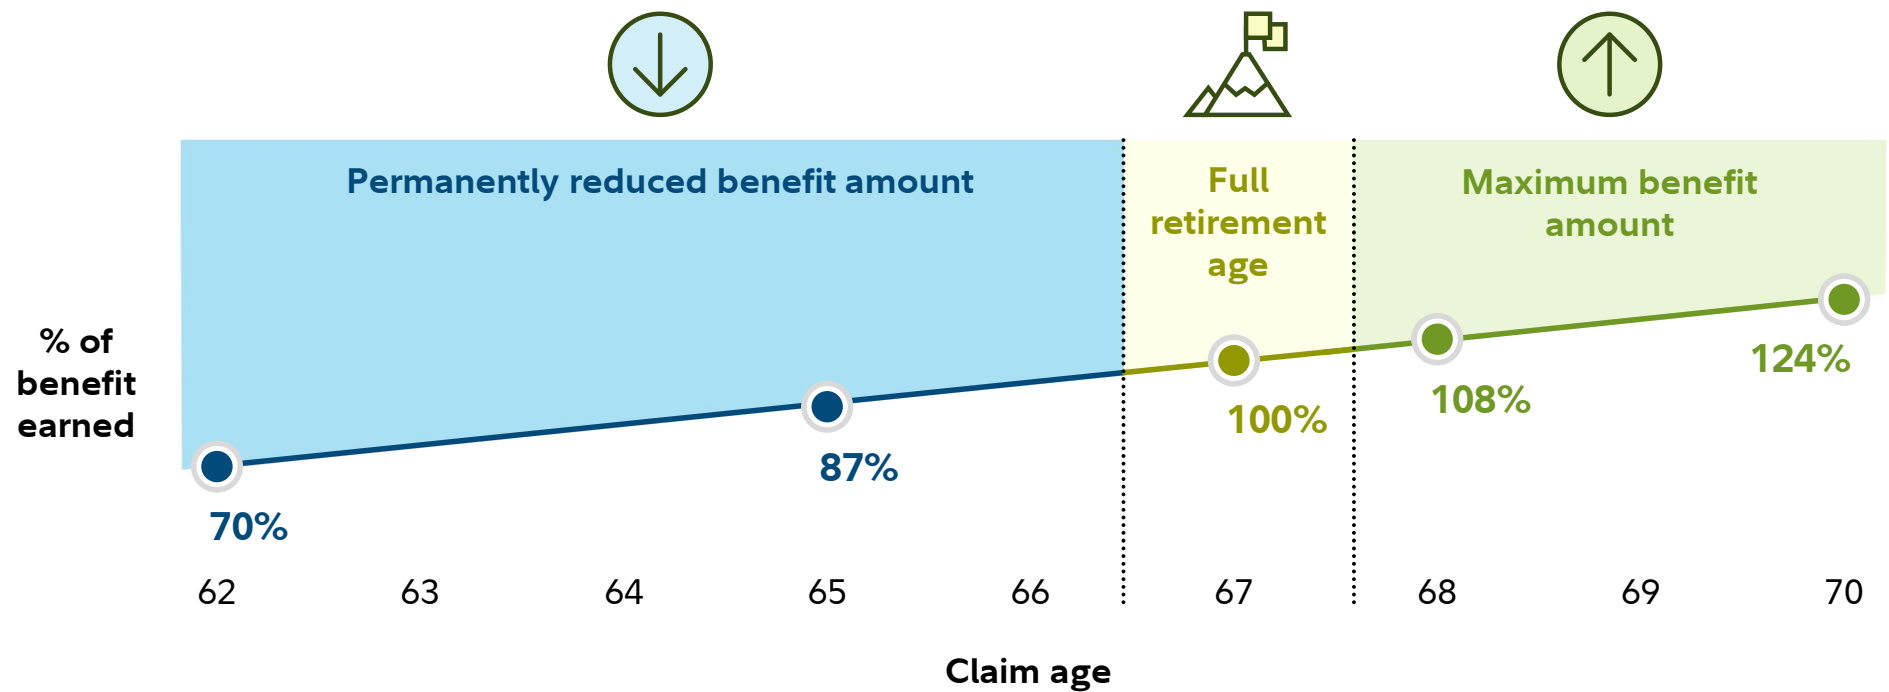 Permanently reduced benefit amount
Full
retirement
age
Maximum benefit
amount
% of
benefit
earned
70%
87%
100%
108%
124%
62 63 64 65 66 67 68 69 70
Claim age